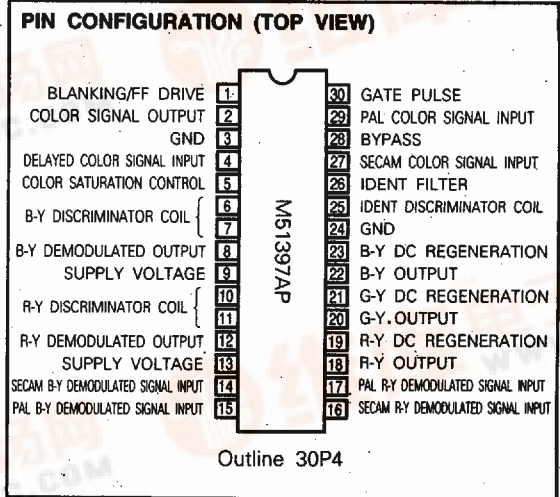 PIN CONFIGURATION (TOP VIEW)
BLANKING/FF DRIVE 1
COLOR SIGNAL OUTPUT 2
GND 3
DELAYED COLOR SIGNAL INPUT 4
COLOR SATURATION CONTROL 5
B-Y DISCRIMINATOR COIL { 6
7
B-Y DEMODULATED OUTPUT 8
SUPPLY VOLTAGE 9
R-Y DISCRIMINATOR COIL { 10
11
R-Y DEMODULATED OUTPUT 12
SUPPLY VOLTAGE 13
SECAM B-Y DEMODULATED SIGNAL INPUT 14
PAL B-Y DEMODULATED SIGNAL INPUT 15
M51397AP
30 GATE PULSE
29 PAL COLOR SIGNAL INPUT
28 BYPASS
27 SECAM COLOR SIGNAL INPUT
26 IDENT FILTER
25 IDENT DISCRIMINATOR COIL
24 GND
23 B-Y DC REGENERATION
22 B-Y OUTPUT
21 G-Y DC REGENERATION
20 G-Y OUTPUT
19 R-Y DC REGENERATION
18 R-Y OUTPUT
17 PAL R-Y DEMODULATED SIGNAL INPUT
16 SECAM R-Y DEMODULATED SIGNAL INPUT
Outline 30P4